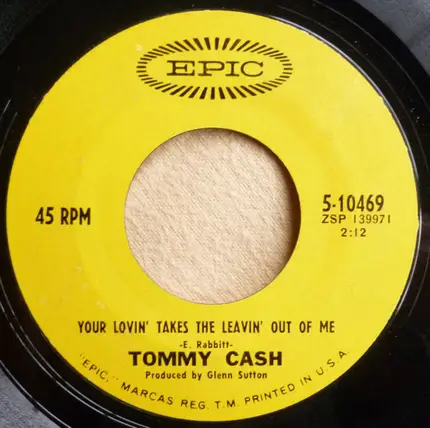 EPIC
45 RPM
5-10469
ZSP 139971
2:12
YOUR LOVIN' TAKES THE LEAVIN' OUT OF ME
-E. Rabbitt-
TOMMY CASH
Produced by Glenn Sutton
"EPIC," MARCAS REG. T.M. PRINTED IN U.S.A.